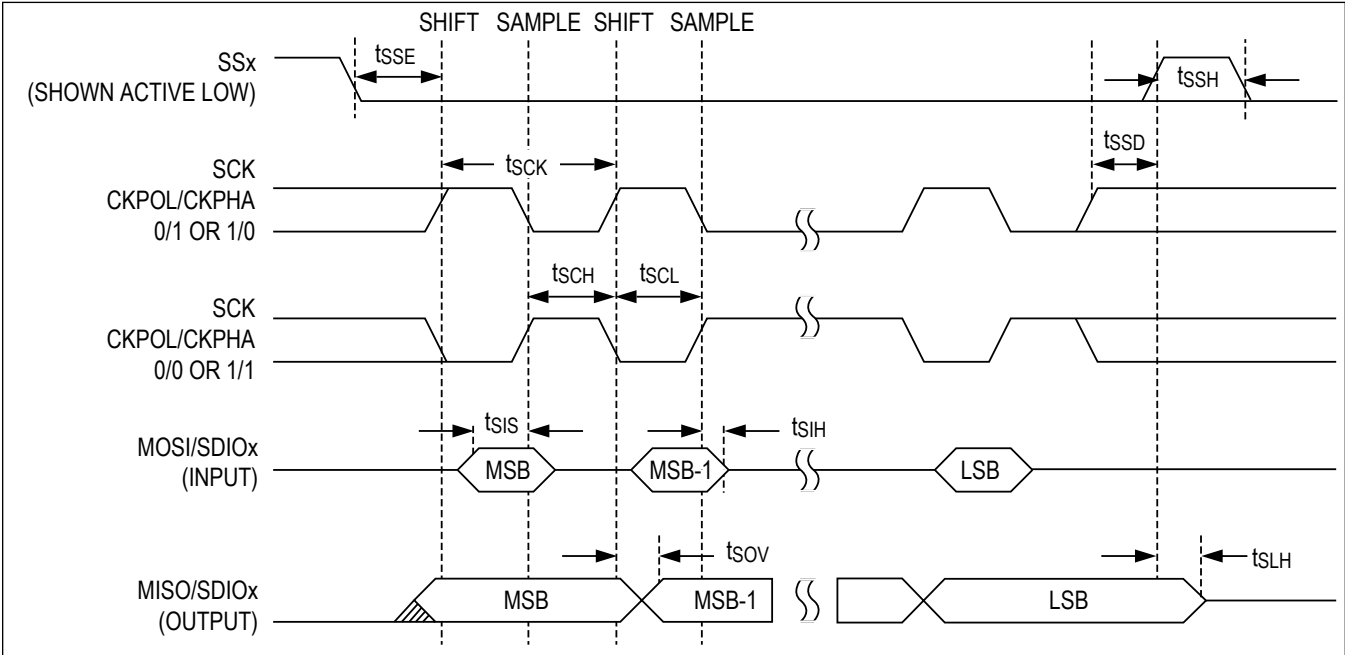 SHIFT SAMPLE SHIFT SAMPLE
SSx
(SHOWN ACTIVE LOW)
tSSE
tSSH
tSSD
SCK
CKPOL/CKPHA
0/1 OR 1/0
tSCK
tSCH
tSCL
SCK
CKPOL/CKPHA
0/0 OR 1/1
tSIS
tSIH
MOSI/SDIOx
(INPUT)
MSB
MSB-1
LSB
tSOV
tSLH
MISO/SDIOx
(OUTPUT)
MSB
MSB-1
LSB